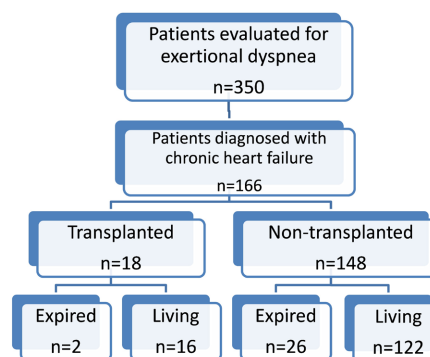 Patients evaluated for
exertional dyspnea
n=350
Patients diagnosed with
chronic heart failure
n=166
Transplanted
n=18
Non-transplanted
n=148
Expired
n=2
Living
n=16
Expired
n=26
Living
n=122